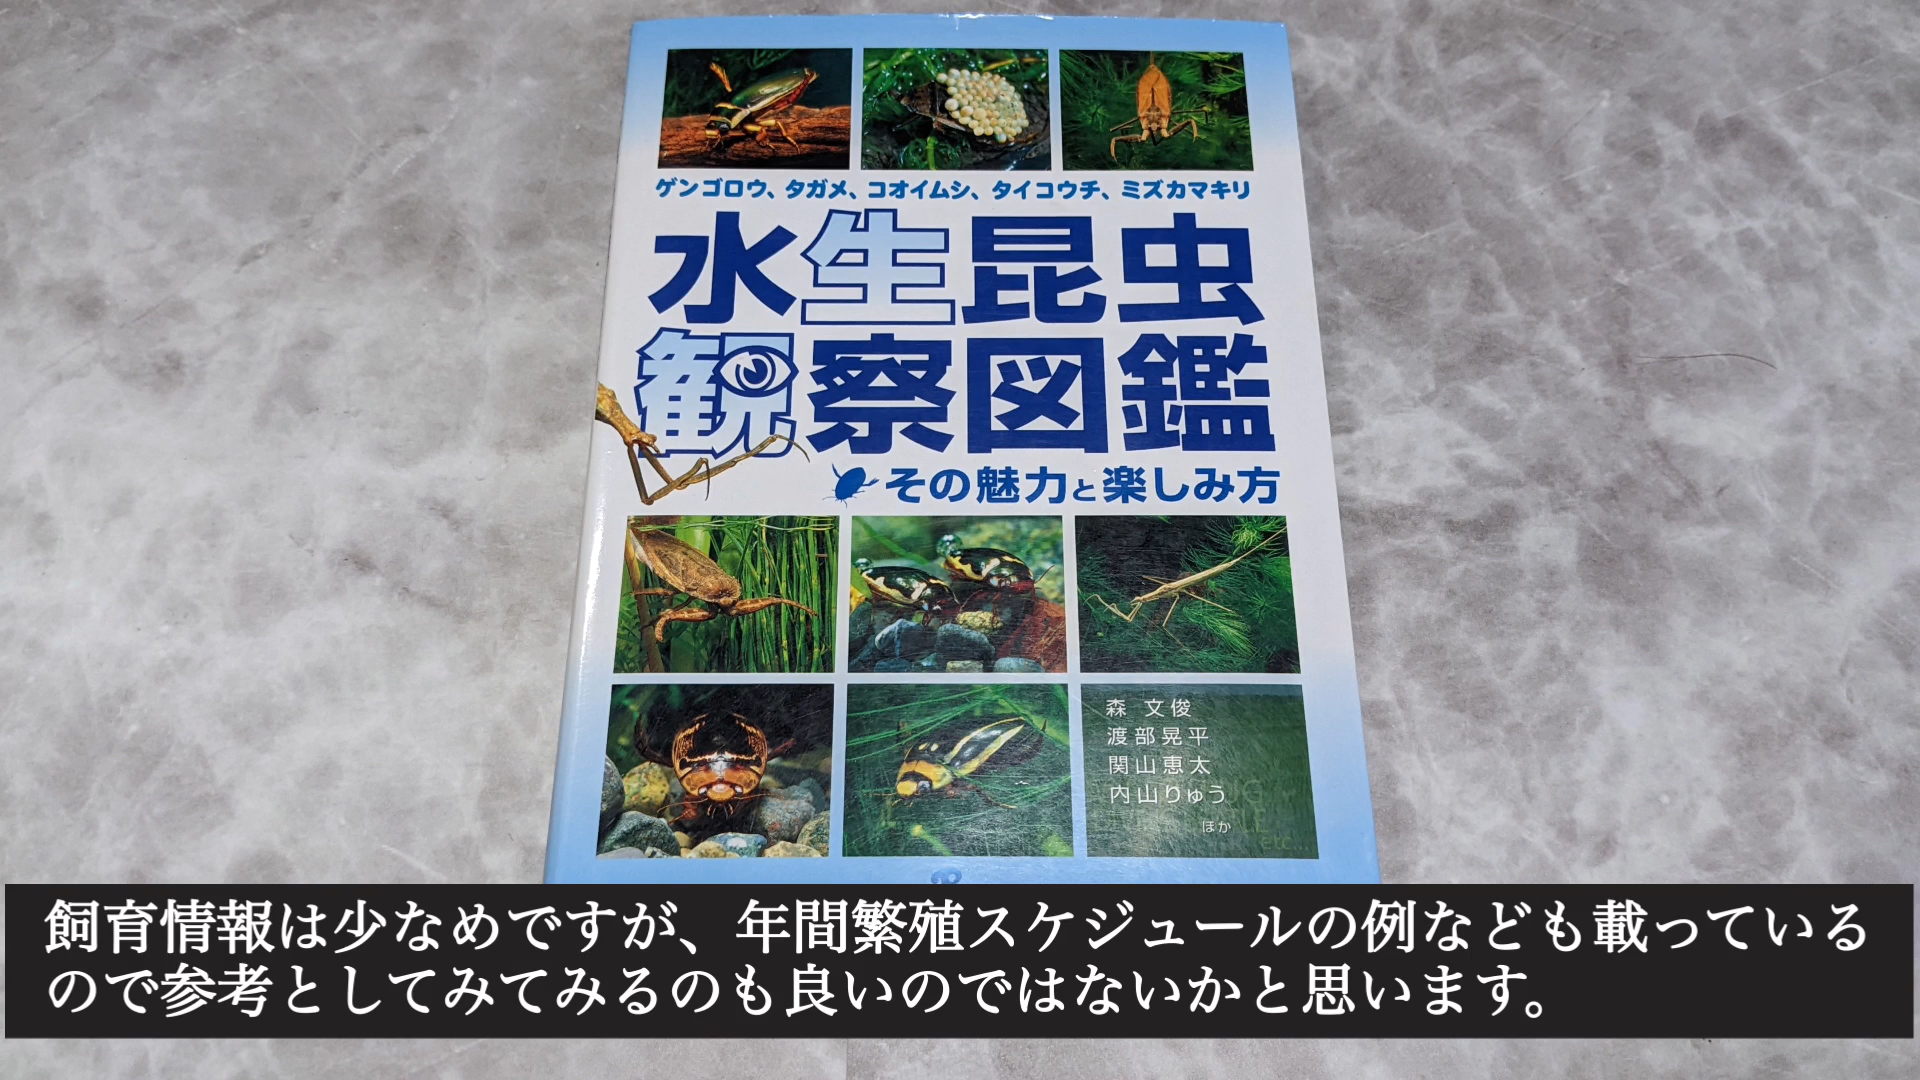 ゲンゴロウ、タガメ、コオイムシ、タイコウチ、ミズカマキリ
水生昆虫
観察図鑑
その魅力と楽しみ方
森 文俊
渡部晃平
関山恵太
内山りゅう
ほか
etc...
飼育情報は少なめですが、年間繁殖スケジュールの例なども載っている
ので参考としてみてみるのも良いのではないかと思います。